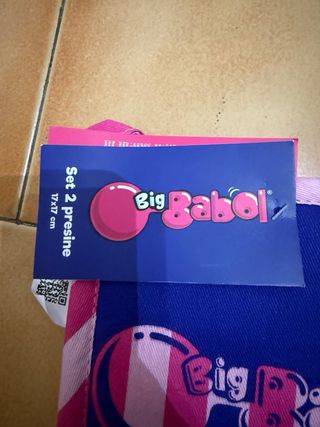 Big Babol
Set 2 presine
17x17 cm
Big